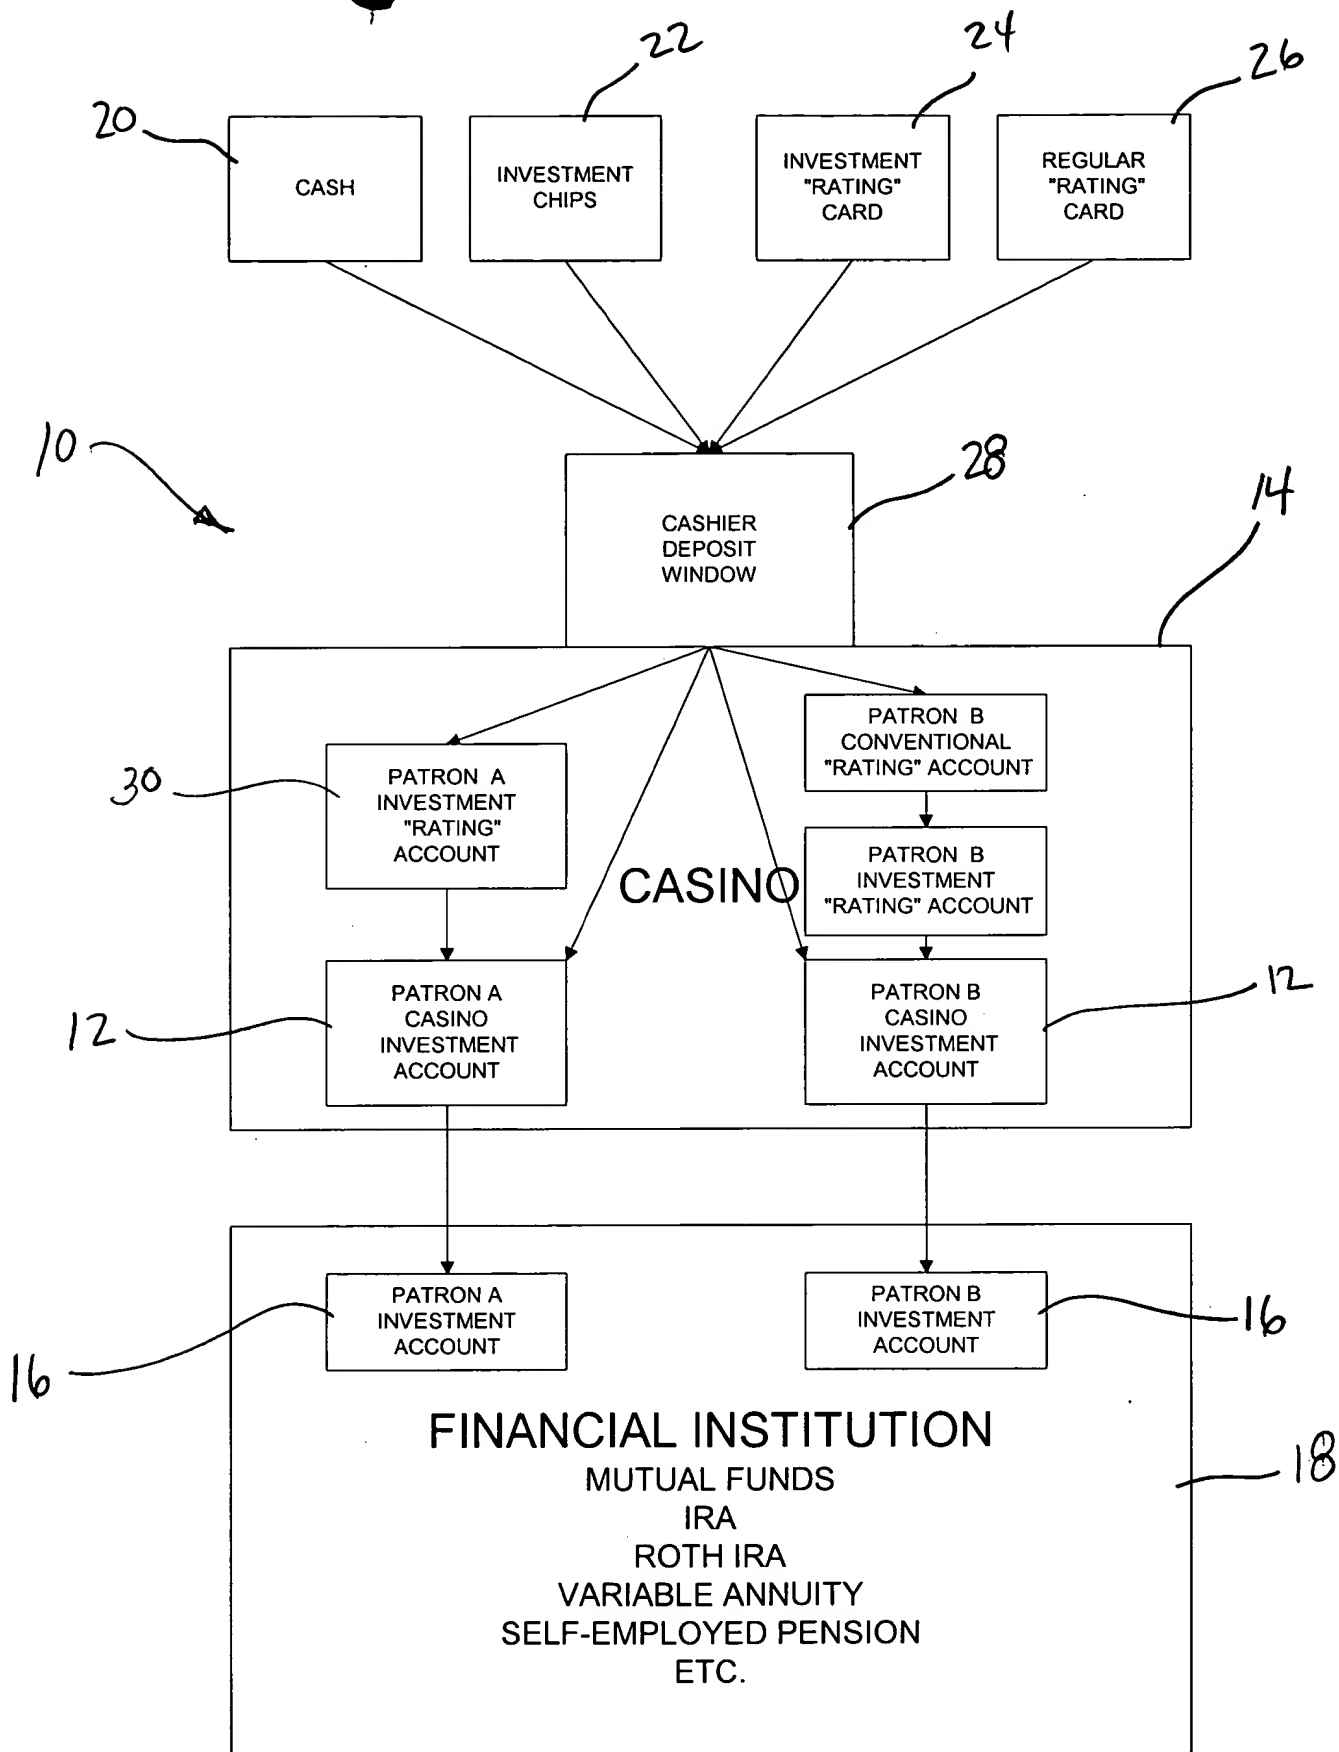 22
24
26
20
CASH
INVESTMENT
CHIPS
INVESTMENT
"RATING"
CARD
REGULAR
"RATING"
CARD
10
28
14
CASHIER
DEPOSIT
WINDOW
PATRON B
CONVENTIONAL
"RATING" ACCOUNT
30
PATRON A
INVESTMENT
"RATING"
ACCOUNT
PATRON B
INVESTMENT
"RATING" ACCOUNT
CASINO
12
PATRON A
CASINO
INVESTMENT
ACCOUNT
PATRON B
CASINO
INVESTMENT
ACCOUNT
12
16
PATRON A
INVESTMENT
ACCOUNT
PATRON B
INVESTMENT
ACCOUNT
16
FINANCIAL INSTITUTION
18
MUTUAL FUNDS
IRA
ROTH IRA
VARIABLE ANNUITY
SELF-EMPLOYED PENSION
ETC.